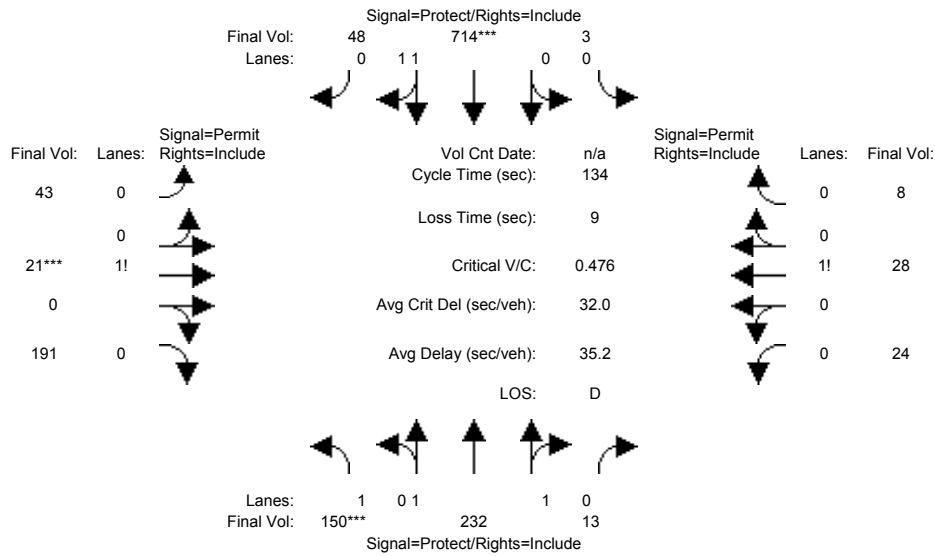 Signal=Protect/Rights=Include
Final Vol: 48 714*** 3
Lanes: 0 1 1 0 0
Signal=Permit Signal=Permit
Final Vol: Lanes: Rights=Include Vol Cnt Date: n/a Rights=Include Lanes: Final Vol:
Cycle Time (sec): 134
43 0 0 8
Loss Time (sec): 9
0 0
21*** 1! Critical V/C: 0.476 1! 28
0 0 Avg Crit Del (sec/veh): 32.0 0
191 0 Avg Delay (sec/veh): 35.2 0 24
LOS: D
Lanes: 1 0 1 1 0
Final Vol: 150*** 232 13
Signal=Protect/Rights=Include